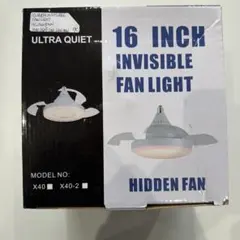 ULTRA QUIET
16 INCH
INVISIBLE
FAN LIGHT
MODEL NO:
X40 X40-2
HIDDEN FAN